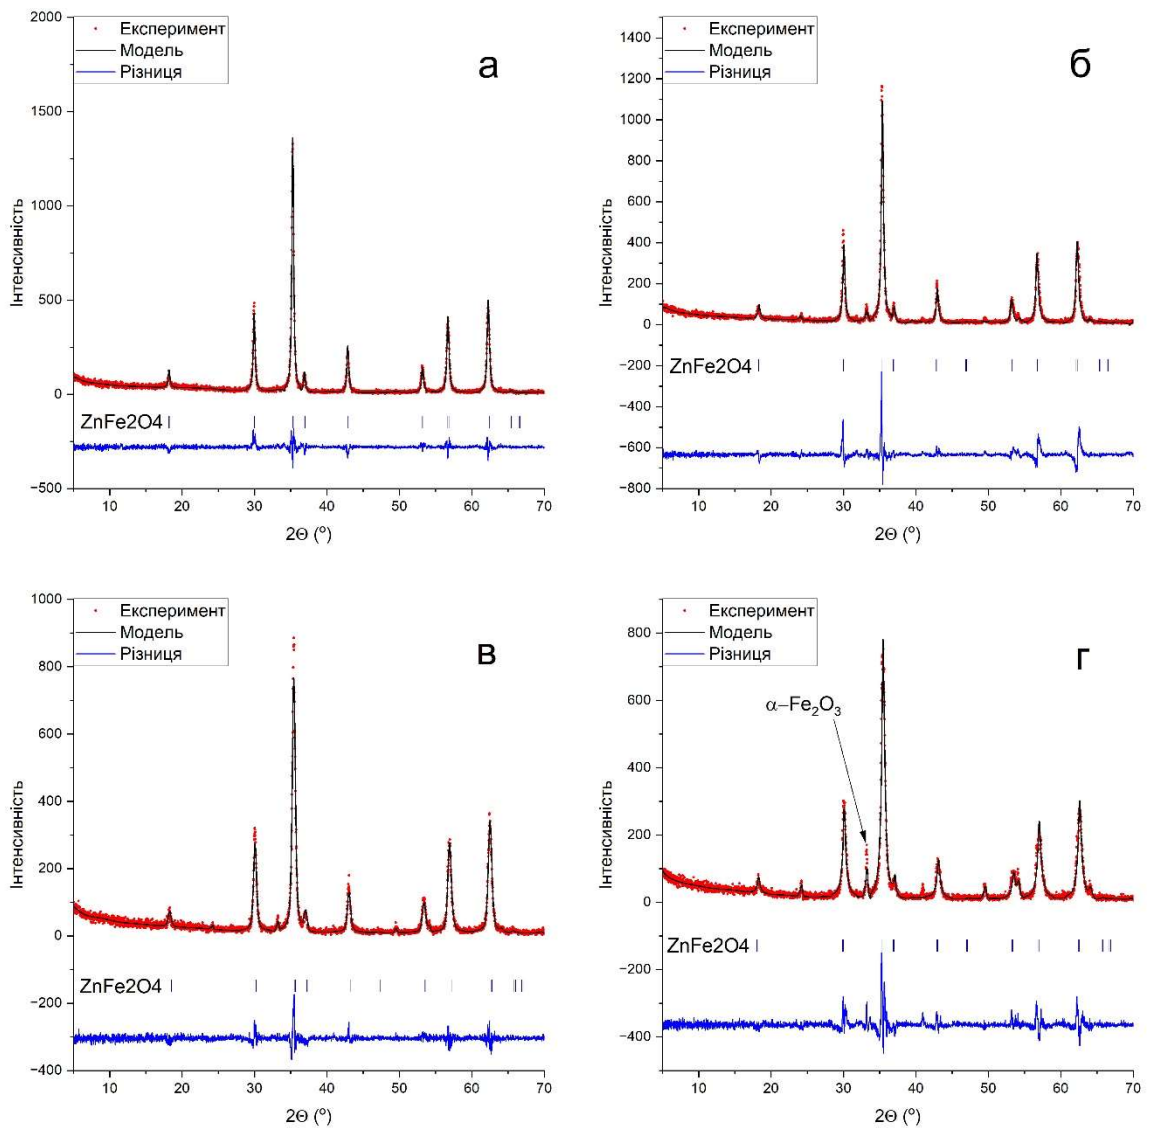 2000
1500
1000
500
0
−500
10 20 30 40 50 60 70
Інтенсивність
2Θ (°)
Експеримент
Модель
Різниця
а
ZnFe2O4
1400
1200
1000
800
600
400
200
0
−200
−400
−600
−800
10 20 30 40 50 60 70
Інтенсивність
2Θ (°)
Експеримент
Модель
Різниця
б
ZnFe2O4
1000
800
600
400
200
0
−200
−400
10 20 30 40 50 60 70
Інтенсивність
2Θ (°)
Експеримент
Модель
Різниця
в
ZnFe2O4
800
600
400
200
0
−200
−400
10 20 30 40 50 60 70
Інтенсивність
2Θ (°)
Експеримент
Модель
Різниця
г
α−Fe₂O₃
ZnFe2O4